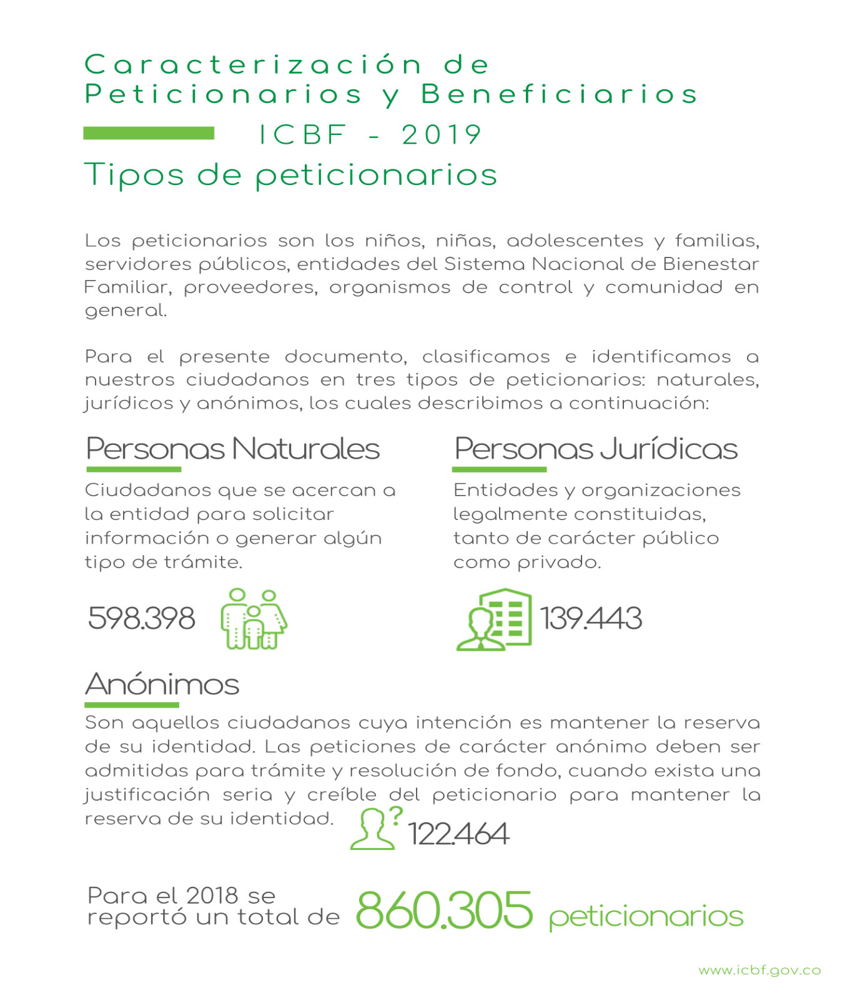 Caracterización de
Peticionarios y Beneficiarios
ICBF - 2019
Tipos de peticionarios
Los peticionarios son los niños, niñas, adolescentes y familias,
servidores públicos, entidades del Sistema Nacional de Bienestar
Familiar, proveedores, organismos de control y comunidad en
general.
Para el presente documento, clasificamos e identificamos a
nuestros ciudadanos en tres tipos de peticionarios: naturales,
jurídicos y anónimos, los cuales describimos a continuación:
Personas Naturales
Ciudadanos que se acercan a
la entidad para solicitar
información o generar algún
tipo de trámite.
598.398
Personas Jurídicas
Entidades y organizaciones
legalmente constituidas,
tanto de carácter público
como privado.
139.443
Anónimos
Son aquellos ciudadanos cuya intención es mantener la reserva
de su identidad. Las peticiones de carácter anónimo deben ser
admitidas para trámite y resolución de fondo, cuando exista una
justificación seria y creíble del peticionario para mantener la
reserva de su identidad.
?
122.464
Para el 2018 se
reportó un total de 860.305 peticionarios
www.icbf.gov.co